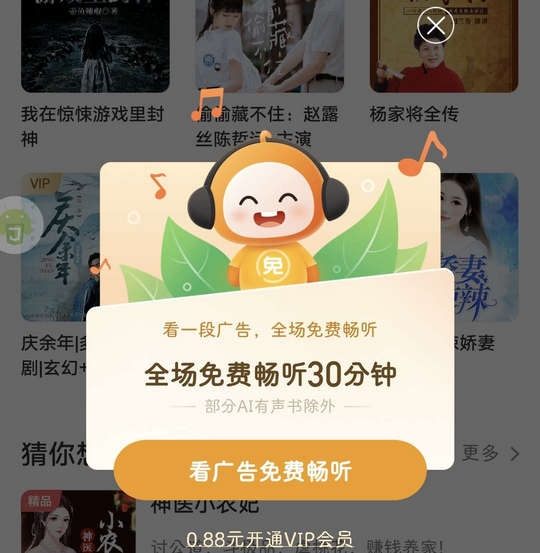 我在惊悚游戏里封神
偷偷藏不住：赵露
杨家将全传
丝陈哲远 主演
VIP
庆余年
免
看一段广告，全场免费畅听
全场免费畅听30分钟
部分AI有声书除外
庆余年|多
剧|玄幻+
辣娇妻
看广告免费畅听
猜你想
更多
精品
神医小农妃
神医
小农
赚钱养家!
0.88元开通VIP会员